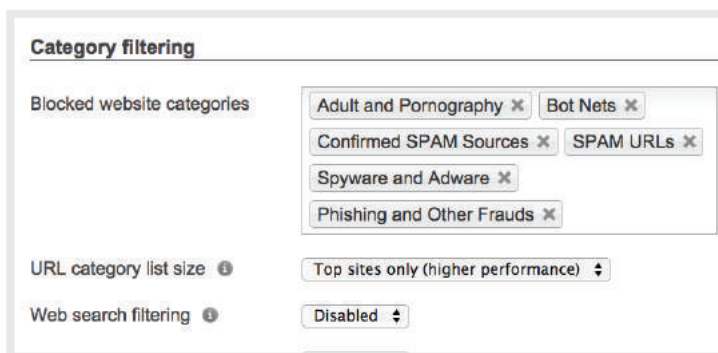 Category filtering
Blocked website categories
Adult and Pornography ✖ Bot Nets ✖
Confirmed SPAM Sources ✖ SPAM URLs ✖
Spyware and Adware ✖
Phishing and Other Frauds ✖
URL category list size
Top sites only (higher performance)
Web search filtering
Disabled